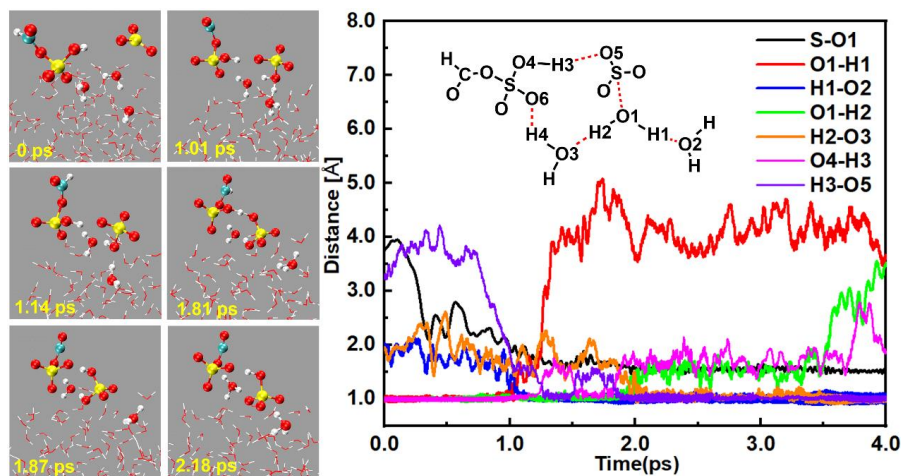 0 ps
1.01 ps
1.14 ps
1.81 ps
1.87 ps
2.18 ps
Distance [Å]
8.0
7.0
6.0
5.0
4.0
3.0
2.0
1.0
0.0 1.0 2.0 3.0 4.0
Time(ps)
H O4-H3 O5
C-O S S-O
O O O6 O1
H4 H2 H1 H
O3 O2
H H
S-O1
O1-H1
H1-O2
O1-H2
H2-O3
O4-H3
H3-O5